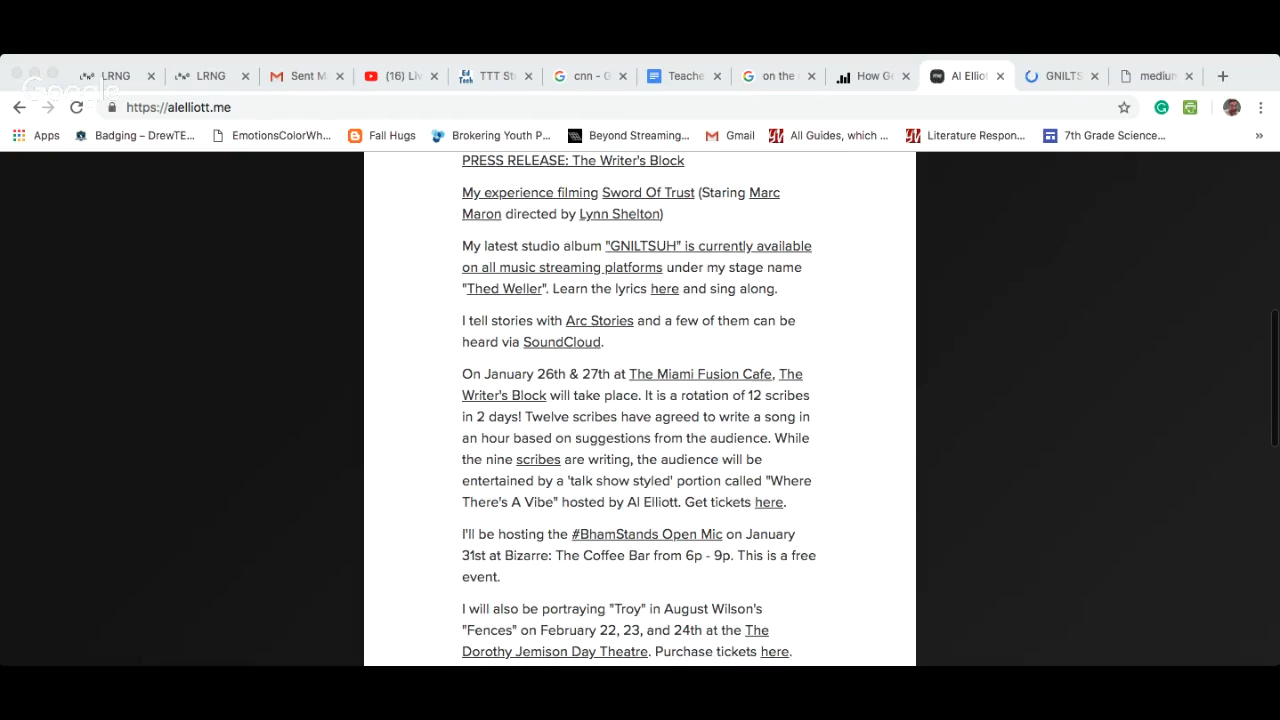 LRNG
LRNG
Sent M
(16) Liv
TTT St
cnn - G
Teache
on the
How Ge
Al Elliot
GNILTS
medium
Google
https://alelliott.me
Apps
Badging – DrewTE...
EmotionsColorWh...
Fall Hugs
Brokering Youth P...
Beyond Streaming...
Gmail
All Guides, which ...
Literature Respon...
7th Grade Science...
»
PRESS RELEASE: The Writer's Block
My experience filming Sword Of Trust (Staring Marc
Maron directed by Lynn Shelton)
My latest studio album "GNILTSUH" is currently available
on all music streaming platforms under my stage name
"Thed Weller". Learn the lyrics here and sing along.
I tell stories with Arc Stories and a few of them can be
heard via SoundCloud.
On January 26th & 27th at The Miami Fusion Cafe, The
Writer's Block will take place. It is a rotation of 12 scribes
in 2 days! Twelve scribes have agreed to write a song in
an hour based on suggestions from the audience. While
the nine scribes are writing, the audience will be
entertained by a 'talk show styled' portion called "Where
There's A Vibe" hosted by Al Elliott. Get tickets here.
I'll be hosting the #BhamStands Open Mic on January
31st at Bizarre: The Coffee Bar from 6p - 9p. This is a free
event.
I will also be portraying "Troy" in August Wilson's
"Fences" on February 22, 23, and 24th at the The
Dorothy Jemison Day Theatre. Purchase tickets here.